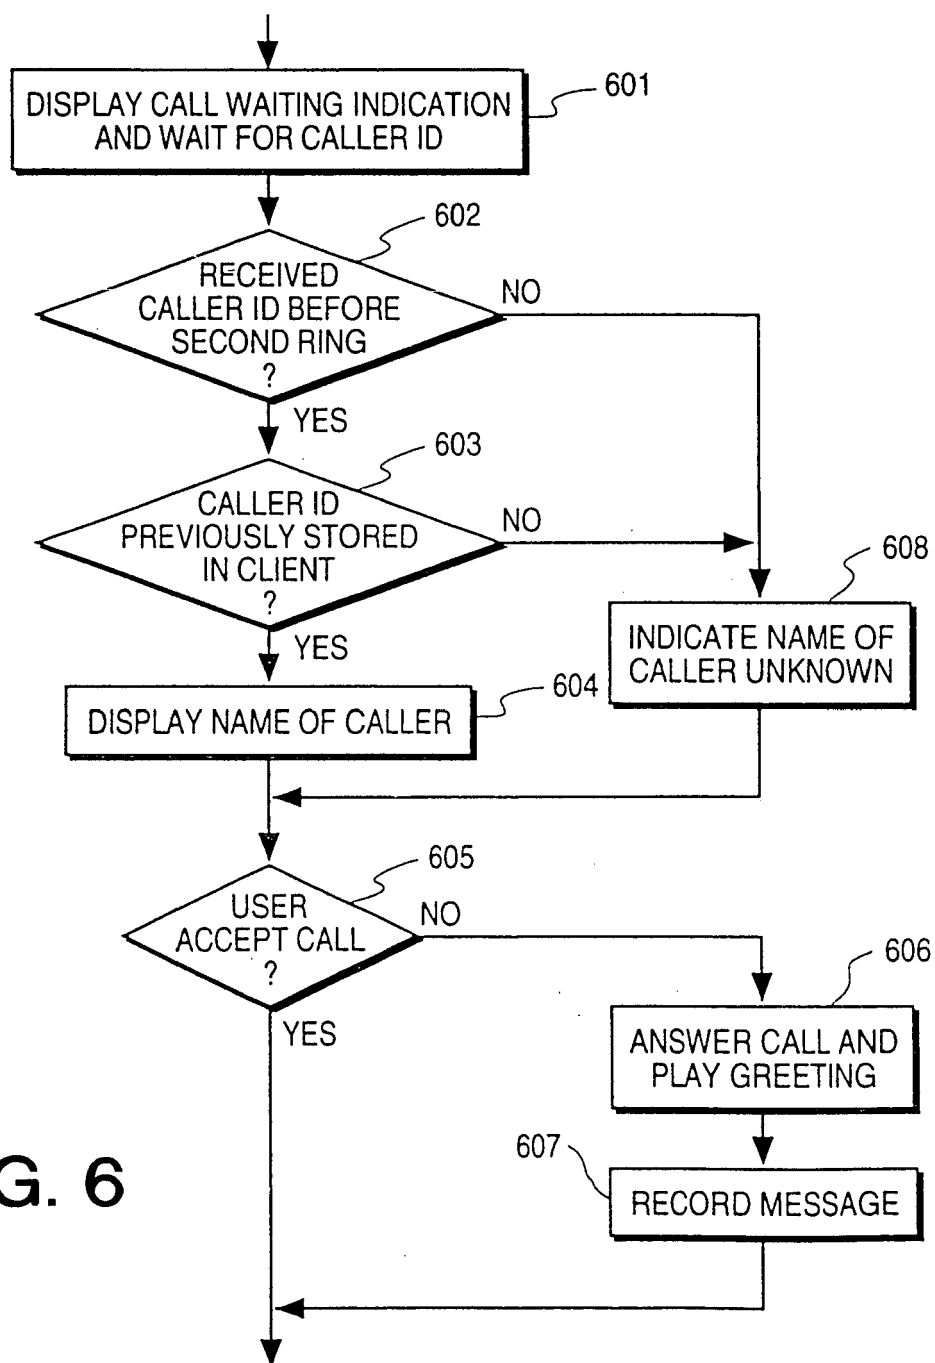 601
DISPLAY CALL WAITING INDICATION
AND WAIT FOR CALLER ID
602
RECEIVED
CALLER ID BEFORE
SECOND RING
?
NO
YES
603
CALLER ID
PREVIOUSLY STORED
IN CLIENT
?
NO
YES
608
INDICATE NAME OF
CALLER UNKNOWN
604
DISPLAY NAME OF CALLER
605
USER
ACCEPT CALL
?
NO
YES
606
ANSWER CALL AND
PLAY GREETING
607
RECORD MESSAGE
G. 6